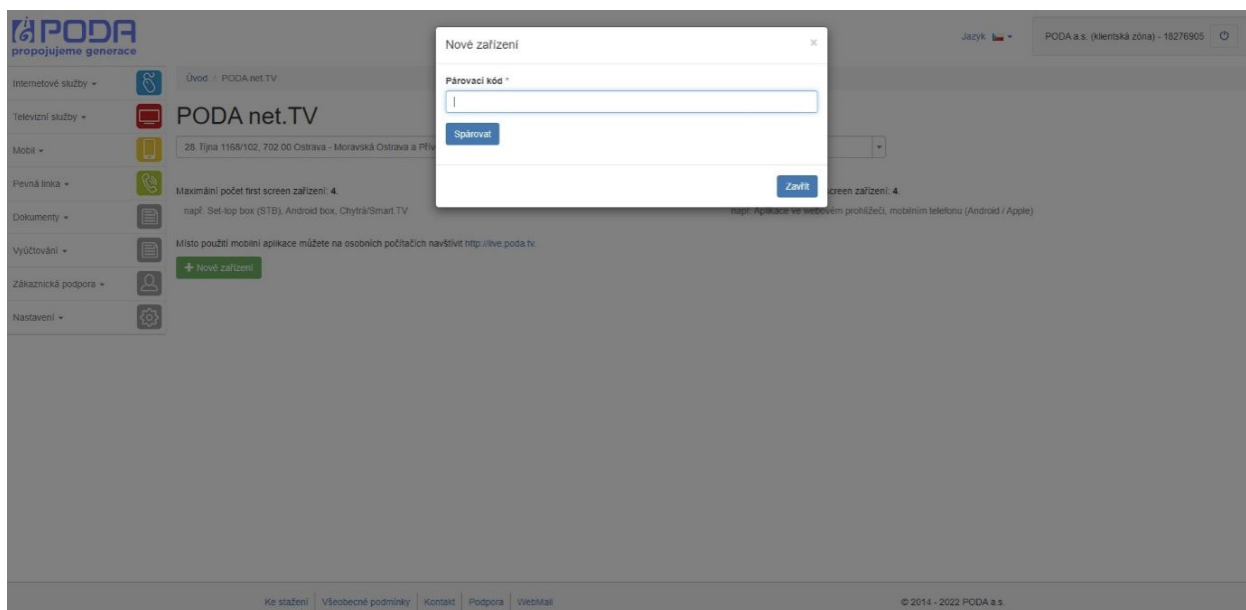 PODA
propojujeme generace
Jazyk
PODA a.s. (klientská zóna) - 18276905
Internetové služby
Televizní služby
Mobil
Pevná linka
Dokumenty
Vyúčtování
Zákaznická podpora
Nastavení
Úvod / PODA net.TV
PODA net.TV
28. října 1168/102, 702 00 Ostrava - Moravská Ostrava a Přív
Maximální počet first screen zařízení: 4.
např. Set-top box (STB), Android box, Chytrá/Smart TV
creen zařízení: 4.
např. Aplikace ve webovém prohlížeči, mobilním telefonu (Android / Apple)
Místo použití mobilní aplikace můžete na osobních počítačích navštívit http://live.poda.tv.
+ Nové zařízení
Nové zařízení
×
Párovací kód *
Spárovat
Zavřít
Ke stažení | Všeobecné podmínky | Kontakt | Podpora | WebMail
© 2014 - 2022 PODA a.s.